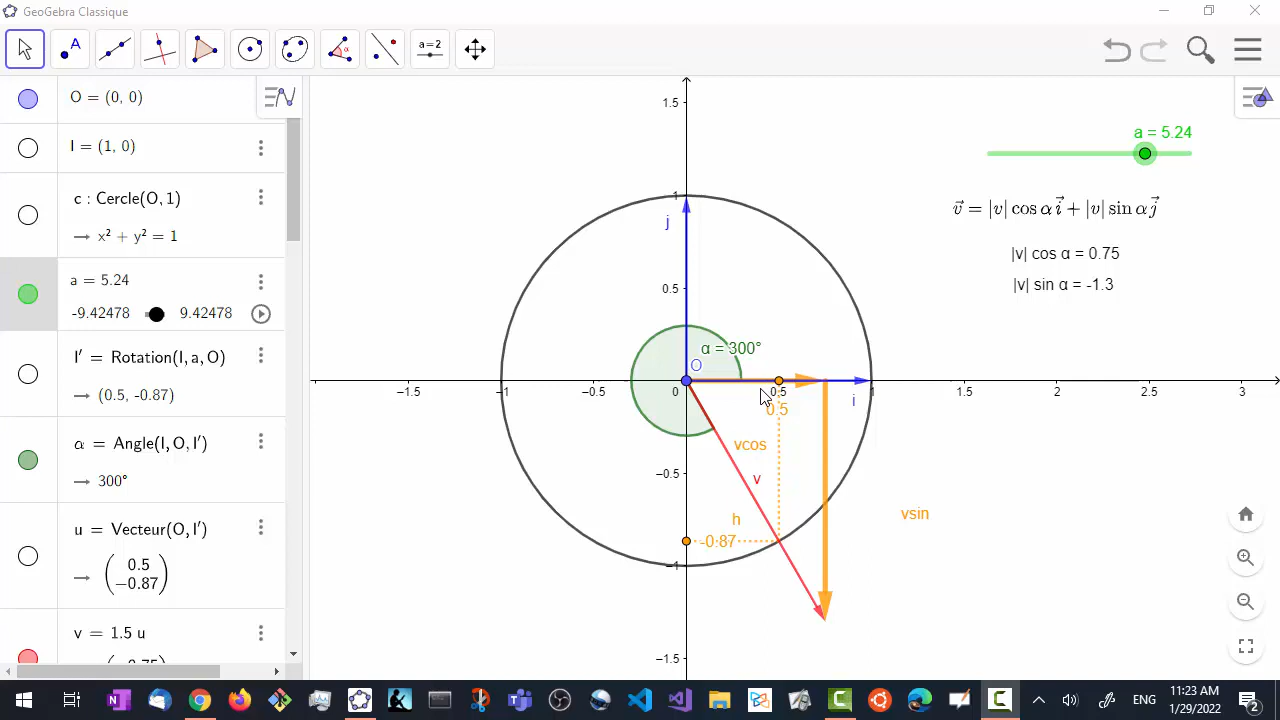 GeoGebra Classique
A
α
a=2
O = (0, 0)
I = (1, 0)
c : Cercle(O, 1)
→ x² + y² = 1
a = 5.24
-9.42478
9.42478
I′ = Rotation(I, a, O)
→ (0.5, -0.87)
α = Angle(I, O, I′)
→ 300°
u = Vecteur(O, I′)
→ (0.5
−0.87)
v = 1.5 u
1.5
1
0.5
−0.5
−1
−1.5
−1.5
−1
−0.5
0
0.5
1
1.5
2
2.5
3
j
i
O
α = 300°
0.5
vcos
v
h
-0.87
vsin
a = 5.24
v⃗ = |v| cos α i⃗ + |v| sin α j⃗
|v| cos α = 0.75
|v| sin α = -1.3
ENG
11:23 AM
1/29/2022
2